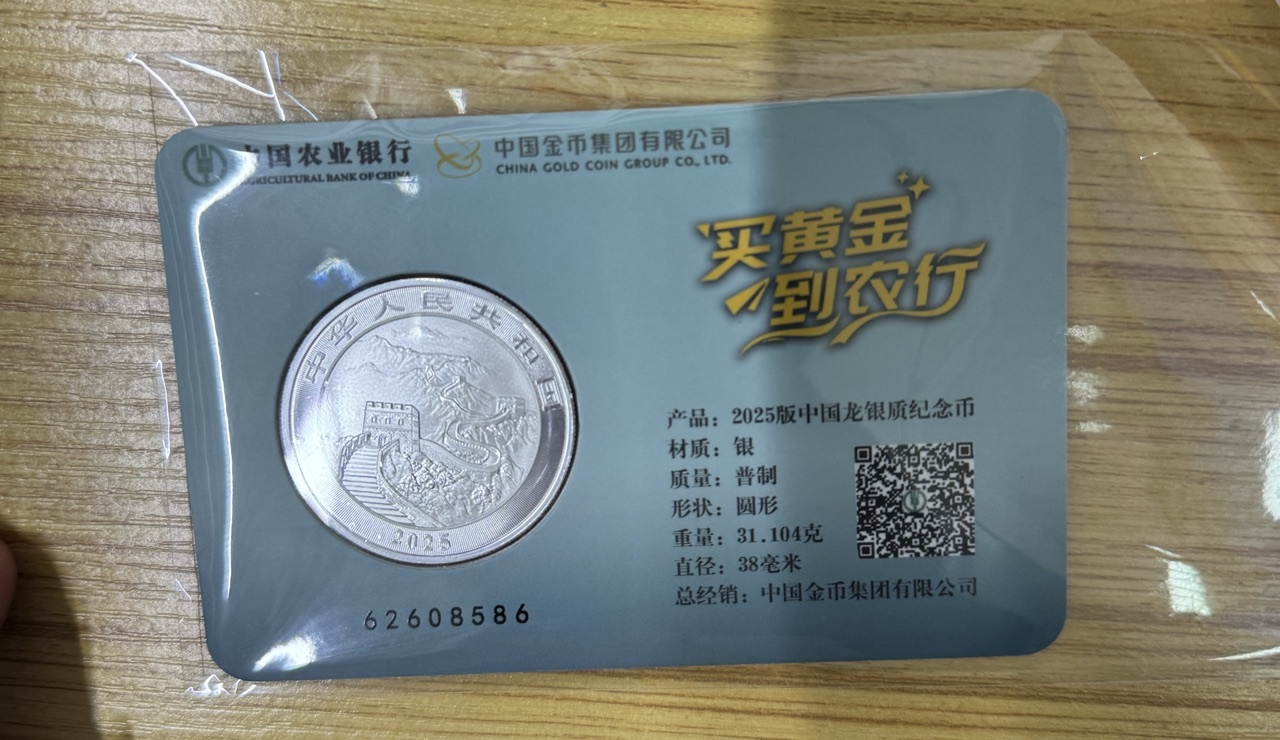 中国农业银行
AGRICULTURAL BANK OF CHINA
中国金币集团有限公司
CHINA GOLD COIN GROUP CO., LTD.
买黄金
到农行
中华人民共和国
2025
62608586
产品：2025版中国龙银质纪念币
材质：银
质量：普制
形状：圆形
重量：31.104克
直径：38毫米
总经销：中国金币集团有限公司